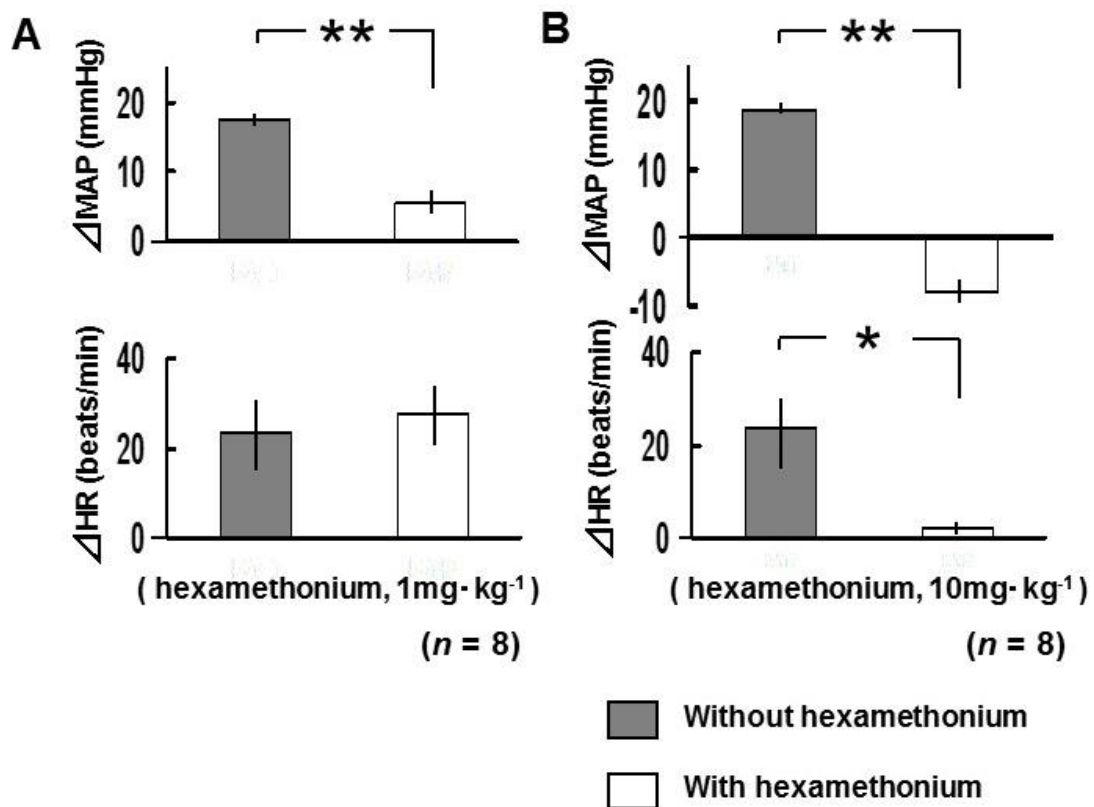 A
**
ΔMAP (mmHg)
20
10
0
ΔHR (beats/min)
40
20
0
( hexamethonium, 1mg- kg-1)
(n = 8)
B
**
ΔMAP (mmHg)
20
10
0
-10
*
ΔHR (beats/min)
40
20
0
( hexamethonium, 10mg- kg-1)
(n = 8)
Without hexamethonium
With hexamethonium